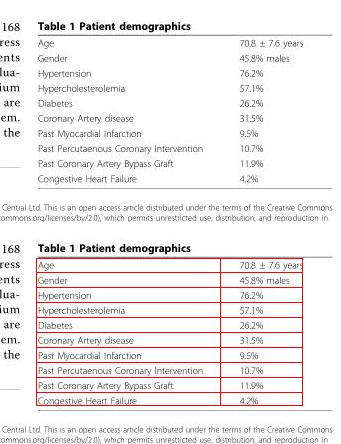 168
ress
ents
lua-
ium
are
em.
the
Table 1 Patient demographics
Age 70.8 ± 7.6 years
Gender 45.8% males
Hypertension 76.2%
Hypercholesterolemia 57.1%
Diabetes 26.2%
Coronary Artery disease 31.5%
Past Myocardial Infarction 9.5%
Past Percutaenous Coronary Intervention 10.7%
Past Coronary Artery Bypass Graft 11.9%
Congestive Heart Failure 4.2%
Central Ltd. This is an open access article distributed under the terms of the Creative Commons
commons.org/licenses/by/2.0), which permits unrestricted use, distribution, and reproduction in
168
ress
ents
lua-
ium
are
em.
the
Table 1 Patient demographics
Age 70.8 ± 7.6 years
Gender 45.8% males
Hypertension 76.2%
Hypercholesterolemia 57.1%
Diabetes 26.2%
Coronary Artery disease 31.5%
Past Myocardial Infarction 9.5%
Past Percutaenous Coronary Intervention 10.7%
Past Coronary Artery Bypass Graft 11.9%
Congestive Heart Failure 4.2%
Central Ltd. This is an open access article distributed under the terms of the Creative Commons
commons.org/licenses/by/2.0), which permits unrestricted use, distribution, and reproduction in